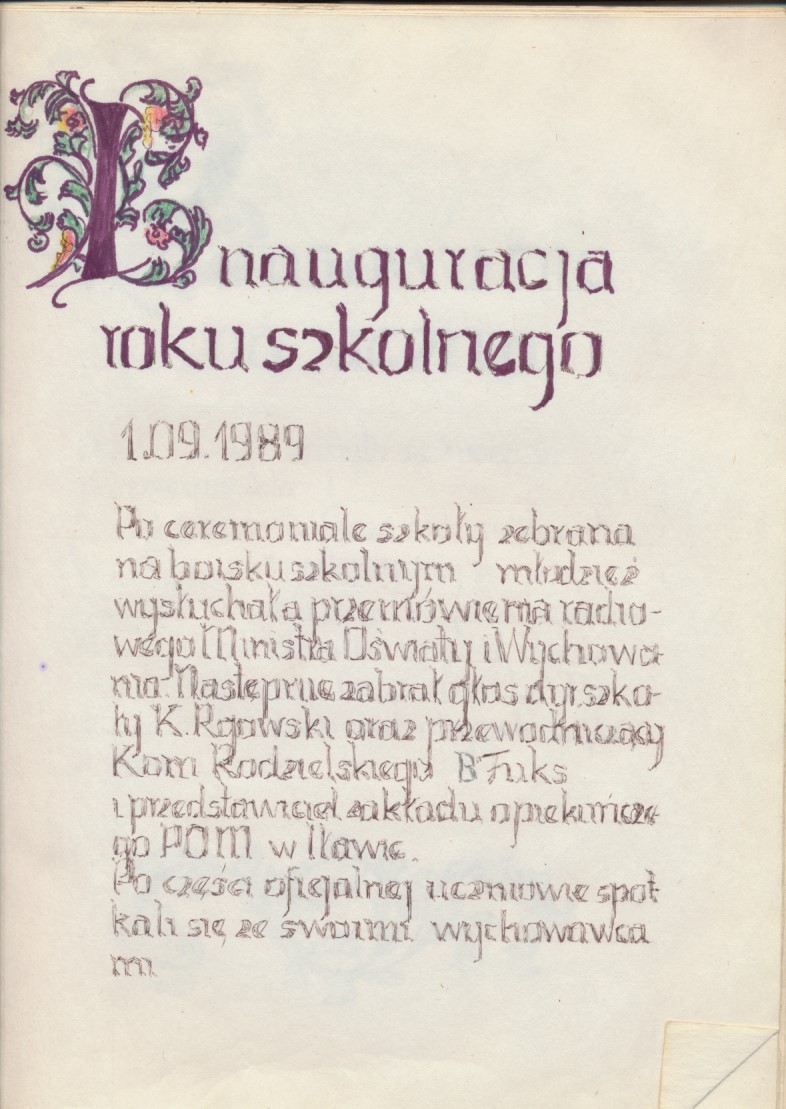 Inauguracja
roku szkolnego
1.09.1989
Po ceremoniale szkoły zebrana
na boisku szkolnym młodzież
wysłuchała przemówienia radio-
wego Ministra Oświaty i Wychowa-
nia. Następnie zabrał głos dyr. szko-
ły K. Rgowski oraz przewodniczący
Kom Rodzielskiego B Fuks
i przedstawiciel zakładu opiekuńcze-
go POM w Iławie.
Po części oficjalnej uczniowie spot-
kali się ze swoimi wychowawca
mi.